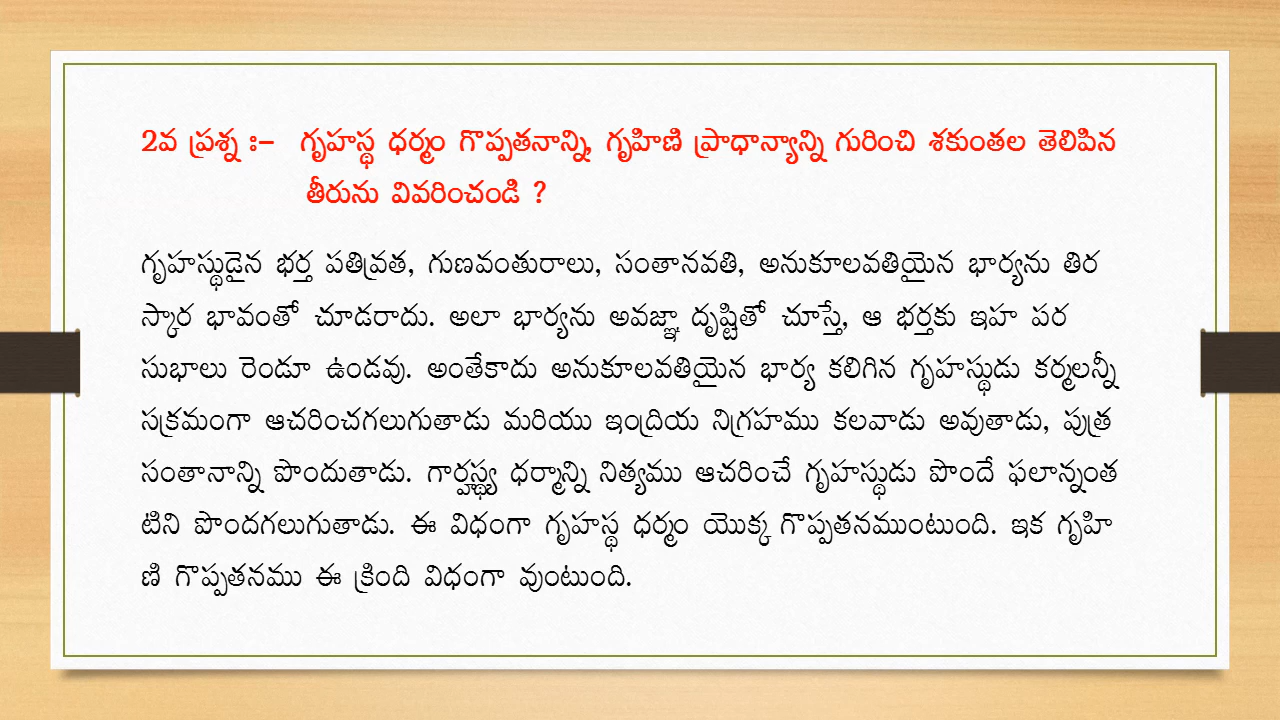 2వ ప్రశ్న ః– గృహస్థ ధర్మం గొప్పతనాన్ని, గృహిణి ప్రాధాన్యాన్ని గురించి శకుంతల తెలిపిన
తీరును వివరించండి ?
గృహస్థుడైన భర్త పతివ్రత, గుణవంతురాలు, సంతానవతి, అనుకూలవతియైన భార్యను తిర
స్కార భావంతో చూడరాదు. అలా భార్యను అవజ్ఞా దృష్టితో చూస్తే, ఆ భర్తకు ఇహ పర
సుభాలు రెండూ ఉండవు. అంతేకాదు అనుకూలవతియైన భార్య కలిగిన గృహస్థుడు కర్మలన్నీ
సక్రమంగా ఆచరించగలుగుతాడు మరియు ఇంద్రియ నిగ్రహము కలవాడు అవుతాడు, పుత్ర
సంతానాన్ని పొందుతాడు. గార్హస్థ్య ధర్మాన్ని నిత్యము ఆచరించే గృహస్థుడు పొందే ఫలాన్నంత
టిని పొందగలుగుతాడు. ఈ విధంగా గృహస్థ ధర్మం యొక్క గొప్పతనముంటుంది. ఇక గృహి
ణి గొప్పతనము ఈ క్రింది విధంగా వుంటుంది.